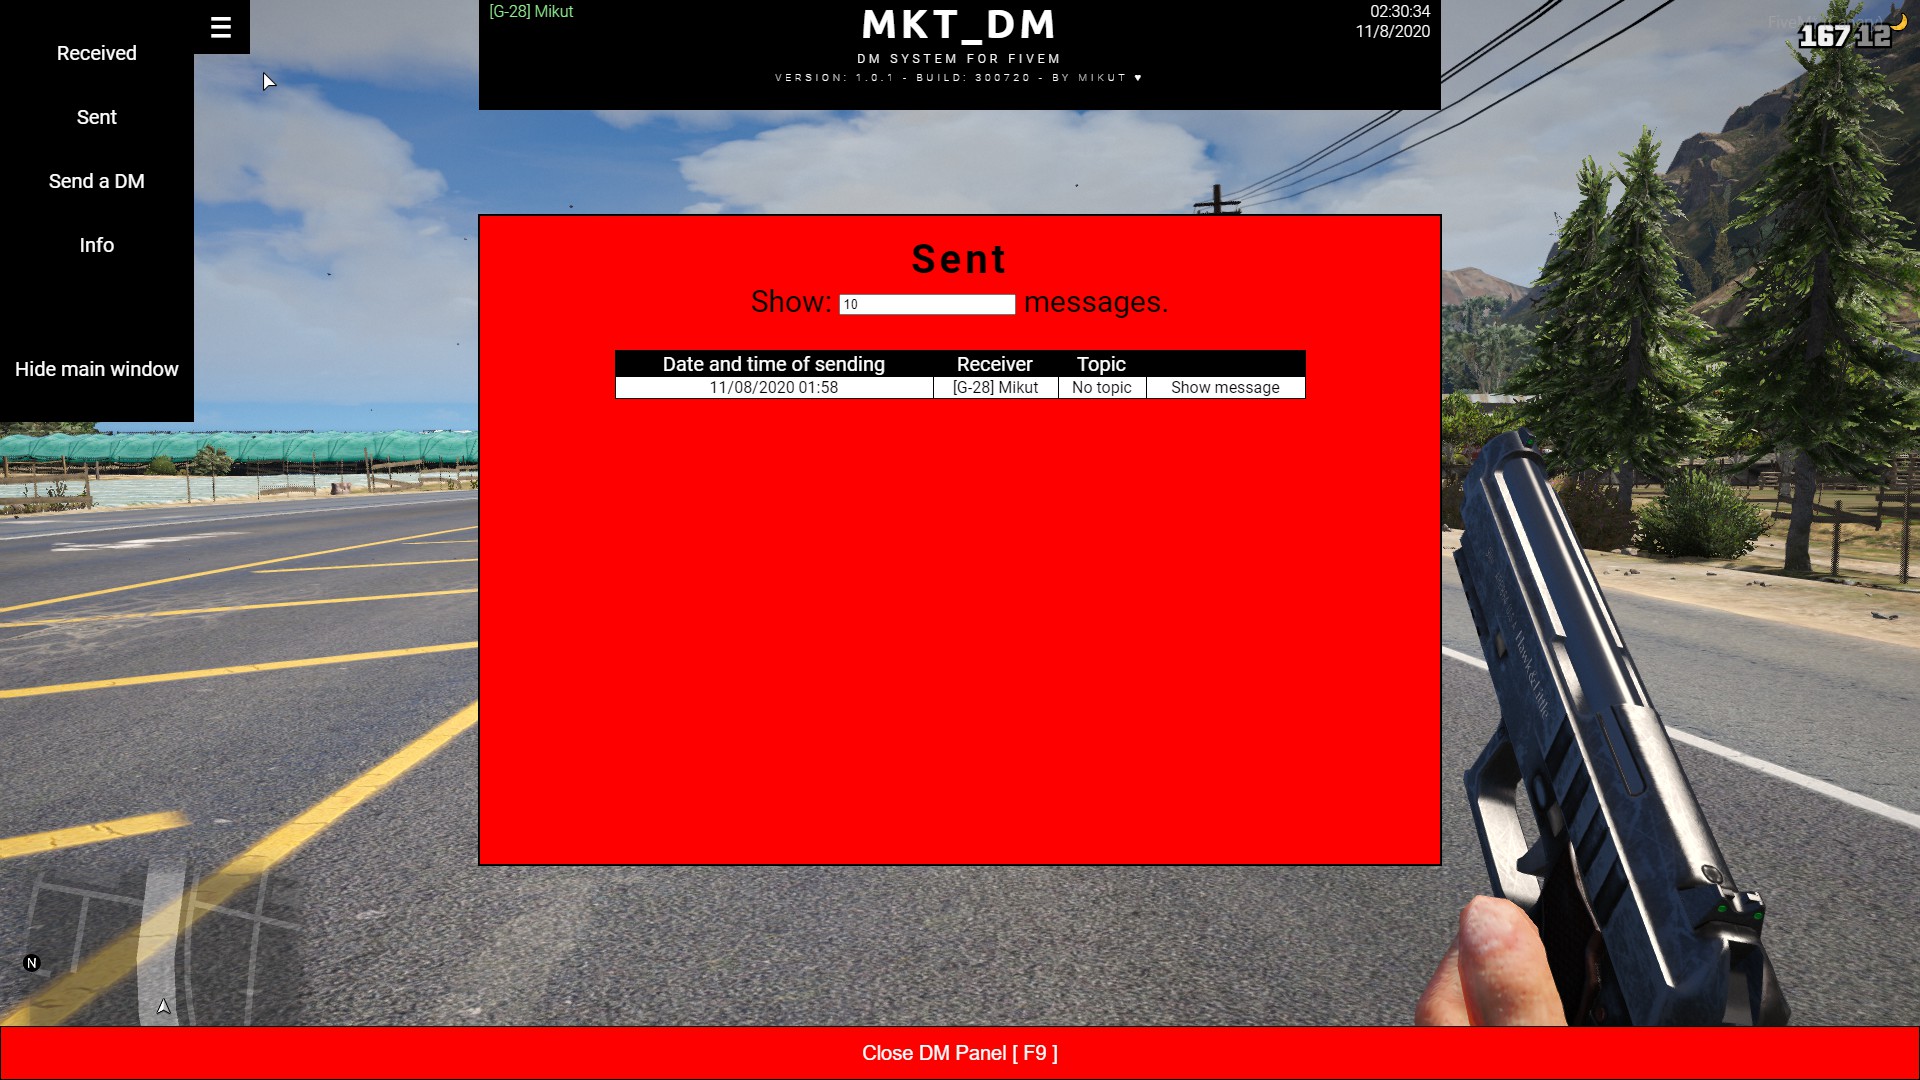 Received
Sent
Send a DM
Info
Hide main window
[G-28] Mikut
MKT_DM
DM SYSTEM FOR FIVEM
VERSION: 1.0.1 - BUILD: 300720 - BY MIKUT ♥
02:30:34
11/8/2020
167 12
Sent
Show: 10 messages.
Date and time of sending Receiver Topic
11/08/2020 01:58 [G-28] Mikut No topic Show message
Hawk&Little
N
Close DM Panel [ F9 ]